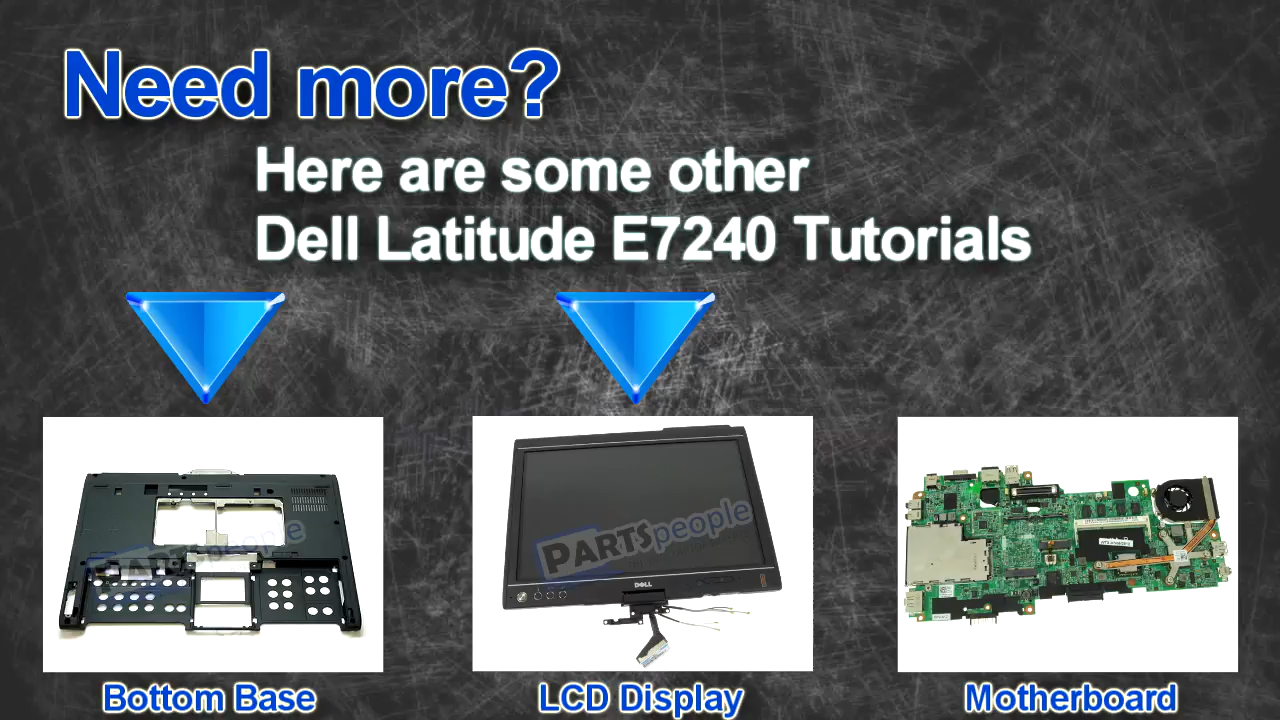 Need more?
Here are some other
Dell Latitude E7240 Tutorials
PARTSpeople
PARTSpeople
DELL
Bottom Base
LCD Display
Motherboard